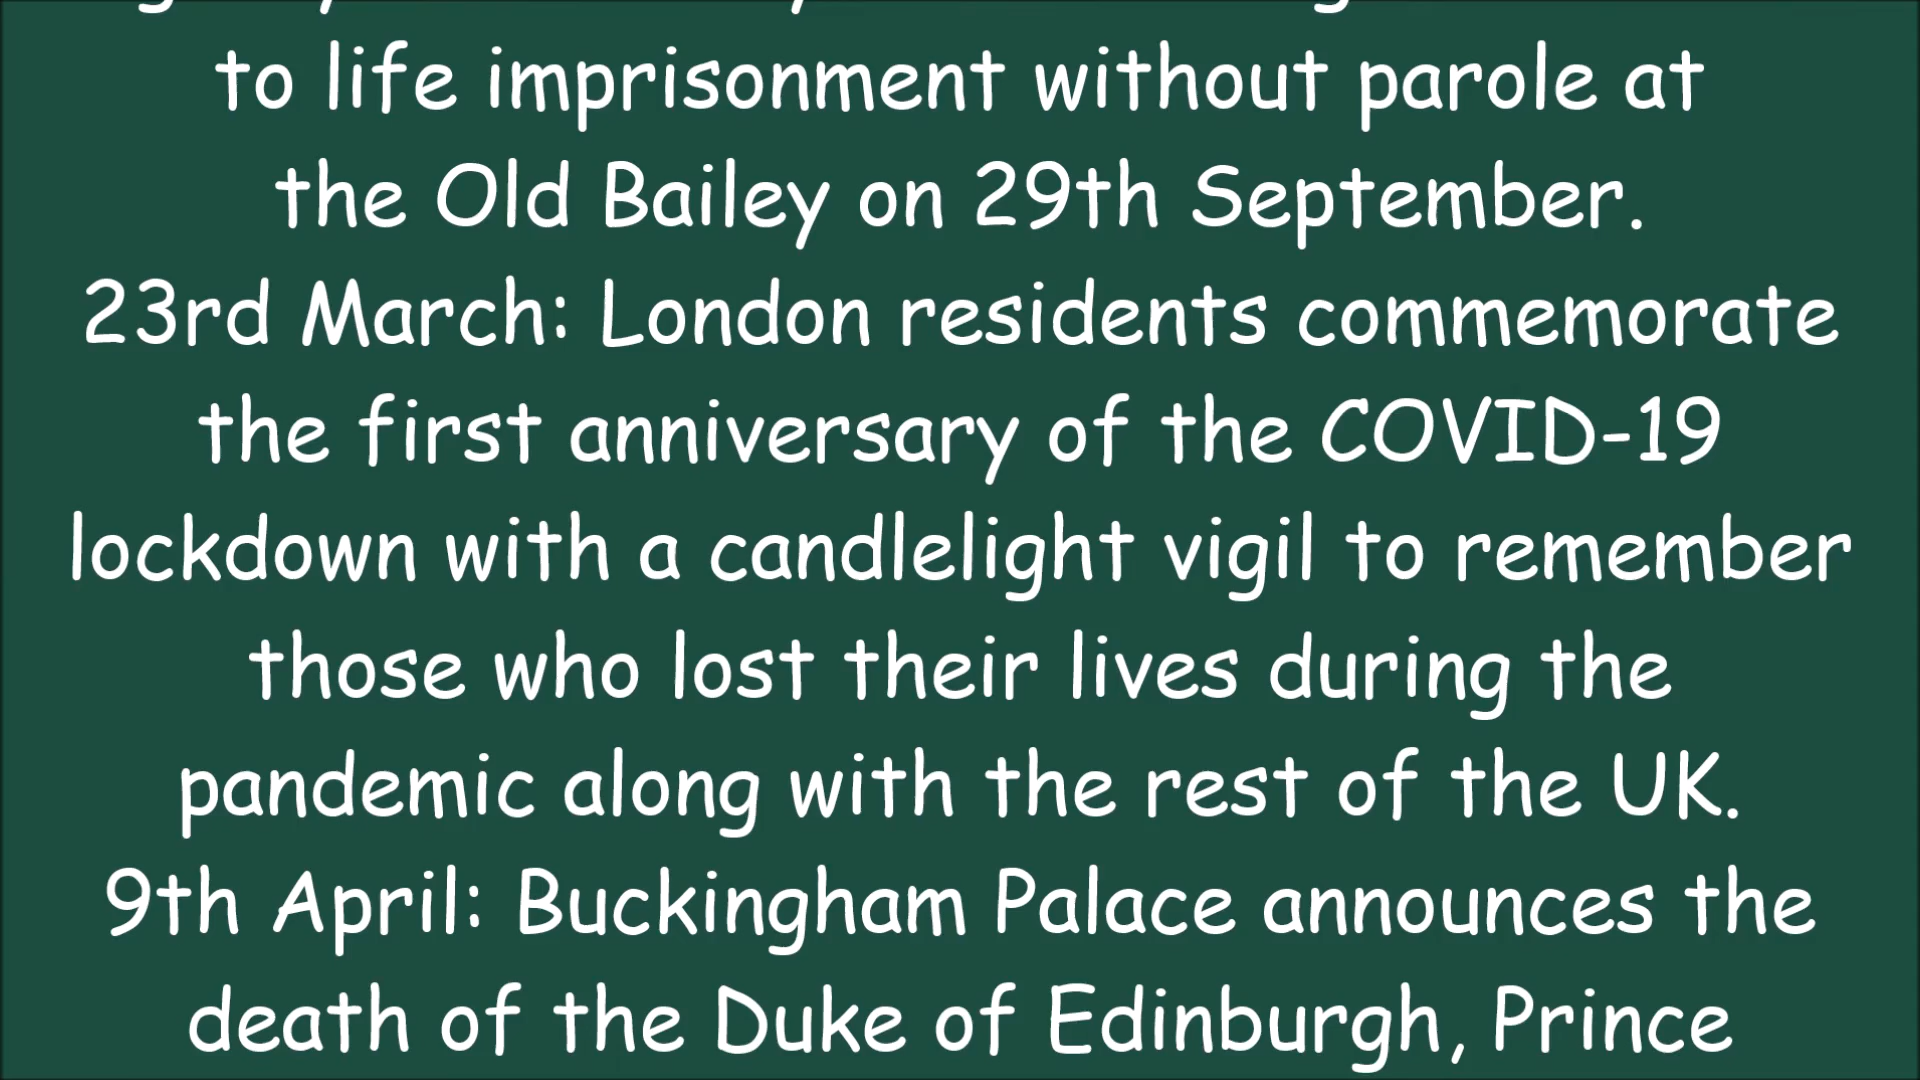 to life imprisonment without parole at
the Old Bailey on 29th September.
23rd March: London residents commemorate
the first anniversary of the COVID-19
lockdown with a candlelight vigil to remember
those who lost their lives during the
pandemic along with the rest of the UK.
9th April: Buckingham Palace announces the
death of the Duke of Edinburgh, Prince